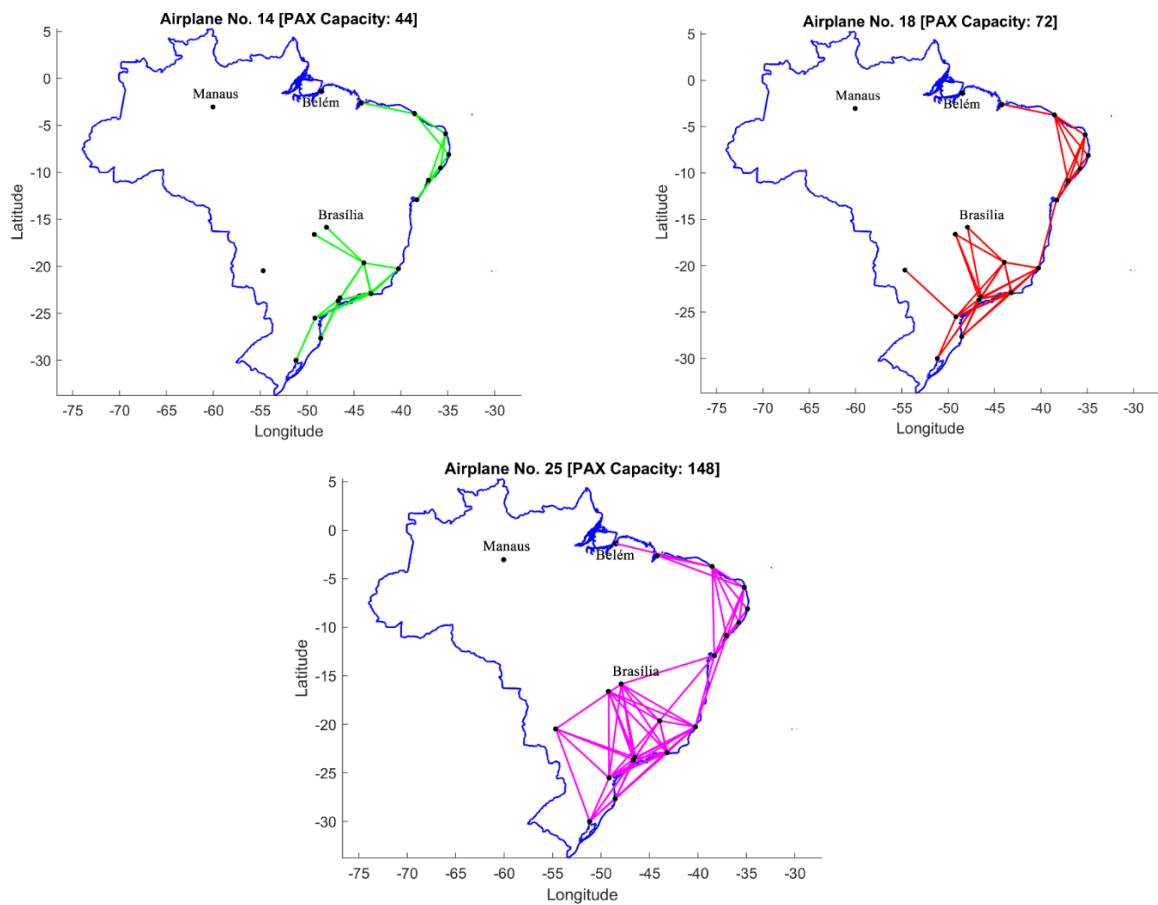 Airplane No. 14 [PAX Capacity: 44]
5
0
-5
-10
-15
-20
-25
-30
Latitude
Manaus
Belém
Brasília
-75 -70 -65 -60 -55 -50 -45 -40 -35 -30
Longitude
Airplane No. 18 [PAX Capacity: 72]
5
0
-5
-10
-15
-20
-25
-30
Latitude
Manaus
Belém
Brasília
-75 -70 -65 -60 -55 -50 -45 -40 -35 -30
Longitude
Airplane No. 25 [PAX Capacity: 148]
5
0
-5
-10
-15
-20
-25
-30
Latitude
Manaus
Belém
Brasília
-75 -70 -65 -60 -55 -50 -45 -40 -35 -30
Longitude